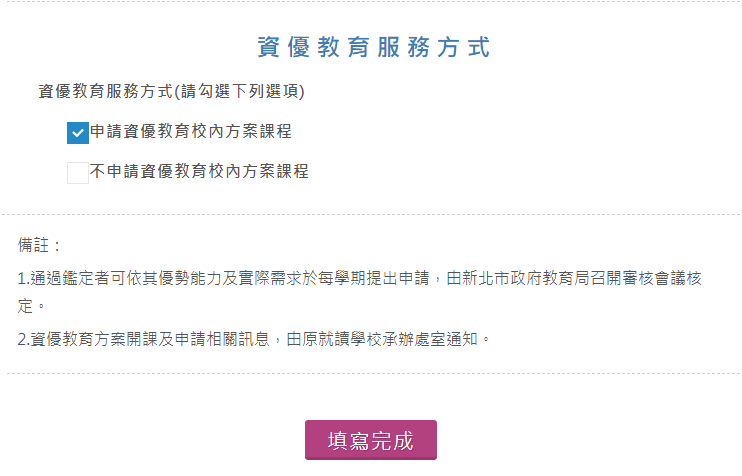 資優教育服務方式
資優教育服務方式(請勾選下列選項)
申請資優教育校內方案課程
不申請資優教育校內方案課程
備註：
1.通過鑑定者可依其優勢能力及實際需求於每學期提出申請，由新北市政府教育局召開審核會議核
定。
2.資優教育方案開課及申請相關訊息，由原就讀學校承辦處室通知。
填寫完成